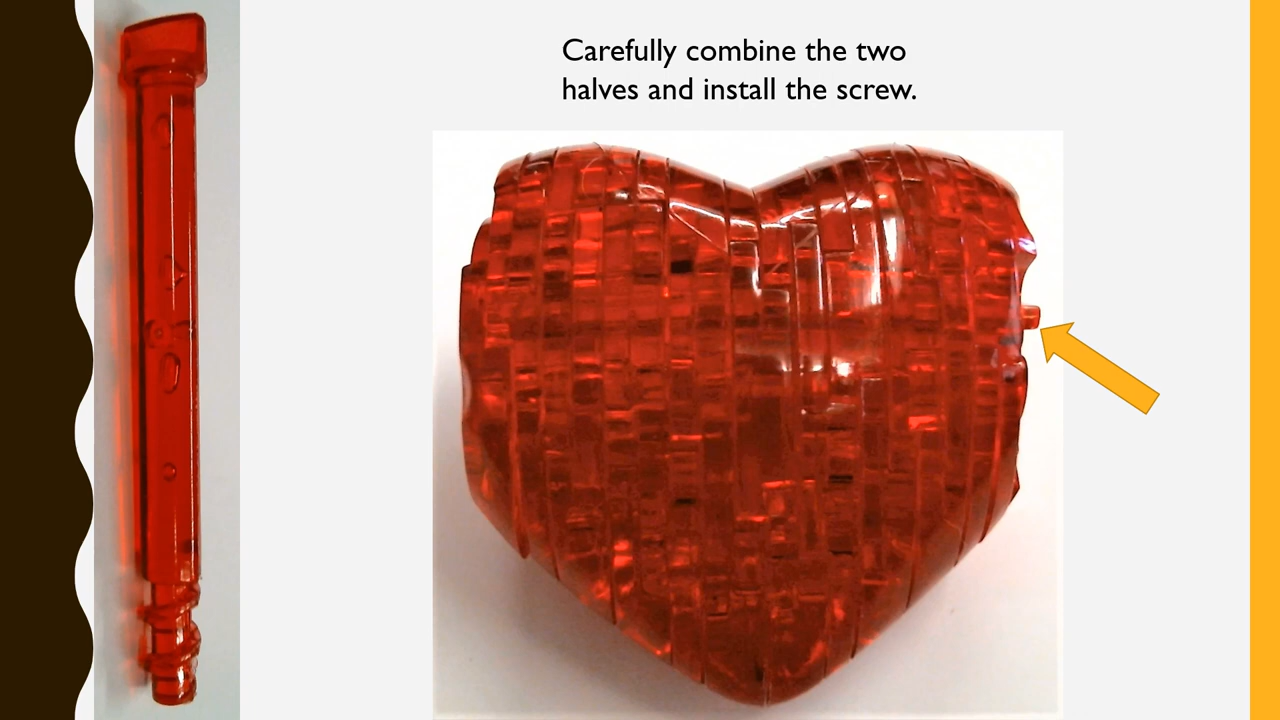 Carefully combine the two
halves and install the screw.